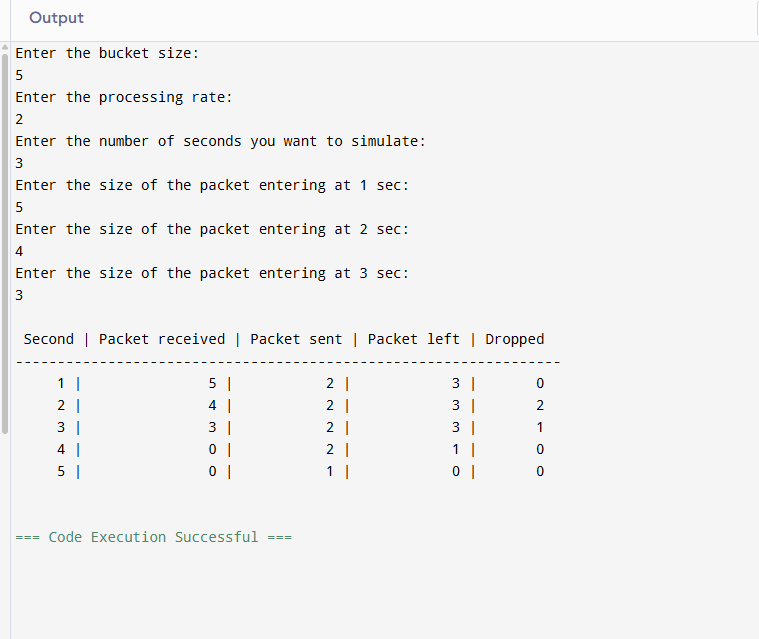 Output
Enter the bucket size:
5
Enter the processing rate:
2
Enter the number of seconds you want to simulate:
3
Enter the size of the packet entering at 1 sec:
5
Enter the size of the packet entering at 2 sec:
4
Enter the size of the packet entering at 3 sec:
3
Second | Packet received | Packet sent | Packet left | Dropped
-----------------------------------------------------------------
1 | 5 | 2 | 3 | 0
2 | 4 | 2 | 3 | 2
3 | 3 | 2 | 3 | 1
4 | 0 | 2 | 1 | 0
5 | 0 | 1 | 0 | 0
=== Code Execution Successful ===